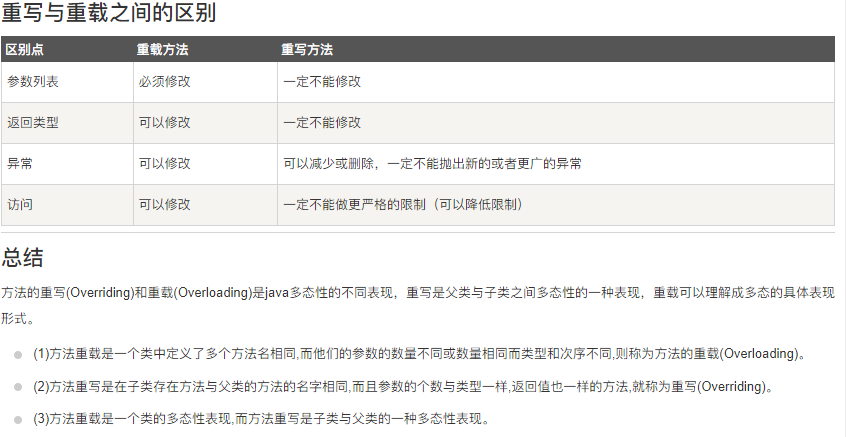 重写与重载之间的区别
区别点 重载方法 重写方法
参数列表 必须修改 一定不能修改
返回类型 可以修改 一定不能修改
异常 可以修改 可以减少或删除，一定不能抛出新的或者更广的异常
访问 可以修改 一定不能做更严格的限制（可以降低限制）
总结
方法的重写(Overriding)和重载(Overloading)是java多态性的不同表现，重写是父类与子类之间多态性的一种表现，重载可以理解成多态的具体表现
形式。
(1)方法重载是一个类中定义了多个方法名相同,而他们的参数的数量不同或数量相同而类型和次序不同,则称为方法的重载(Overloading)。
(2)方法重写是在子类存在方法与父类的方法的名字相同,而且参数的个数与类型一样,返回值也一样的方法,就称为重写(Overriding)。
(3)方法重载是一个类的多态性表现,而方法重写是子类与父类的一种多态性表现。